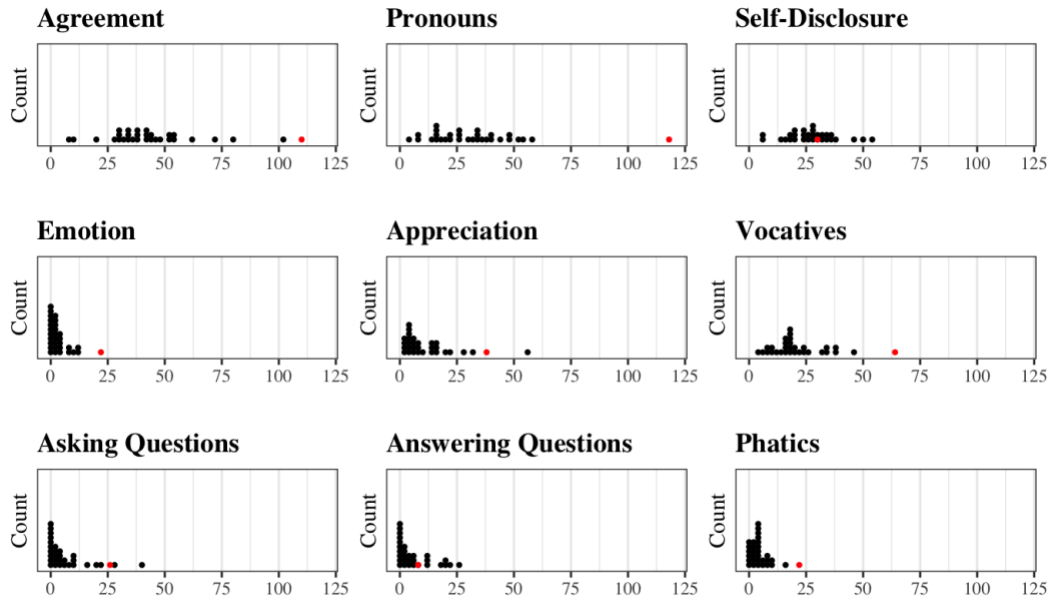 Agreement
Count
0 25 50 75 100 125
Pronouns
Count
0 25 50 75 100 125
Self-Disclosure
Count
0 25 50 75 100 125
Emotion
Count
0 25 50 75 100 125
Appreciation
Count
0 25 50 75 100 125
Vocatives
Count
0 25 50 75 100 125
Asking Questions
Count
0 25 50 75 100 125
Answering Questions
Count
0 25 50 75 100 125
Phatics
Count
0 25 50 75 100 125